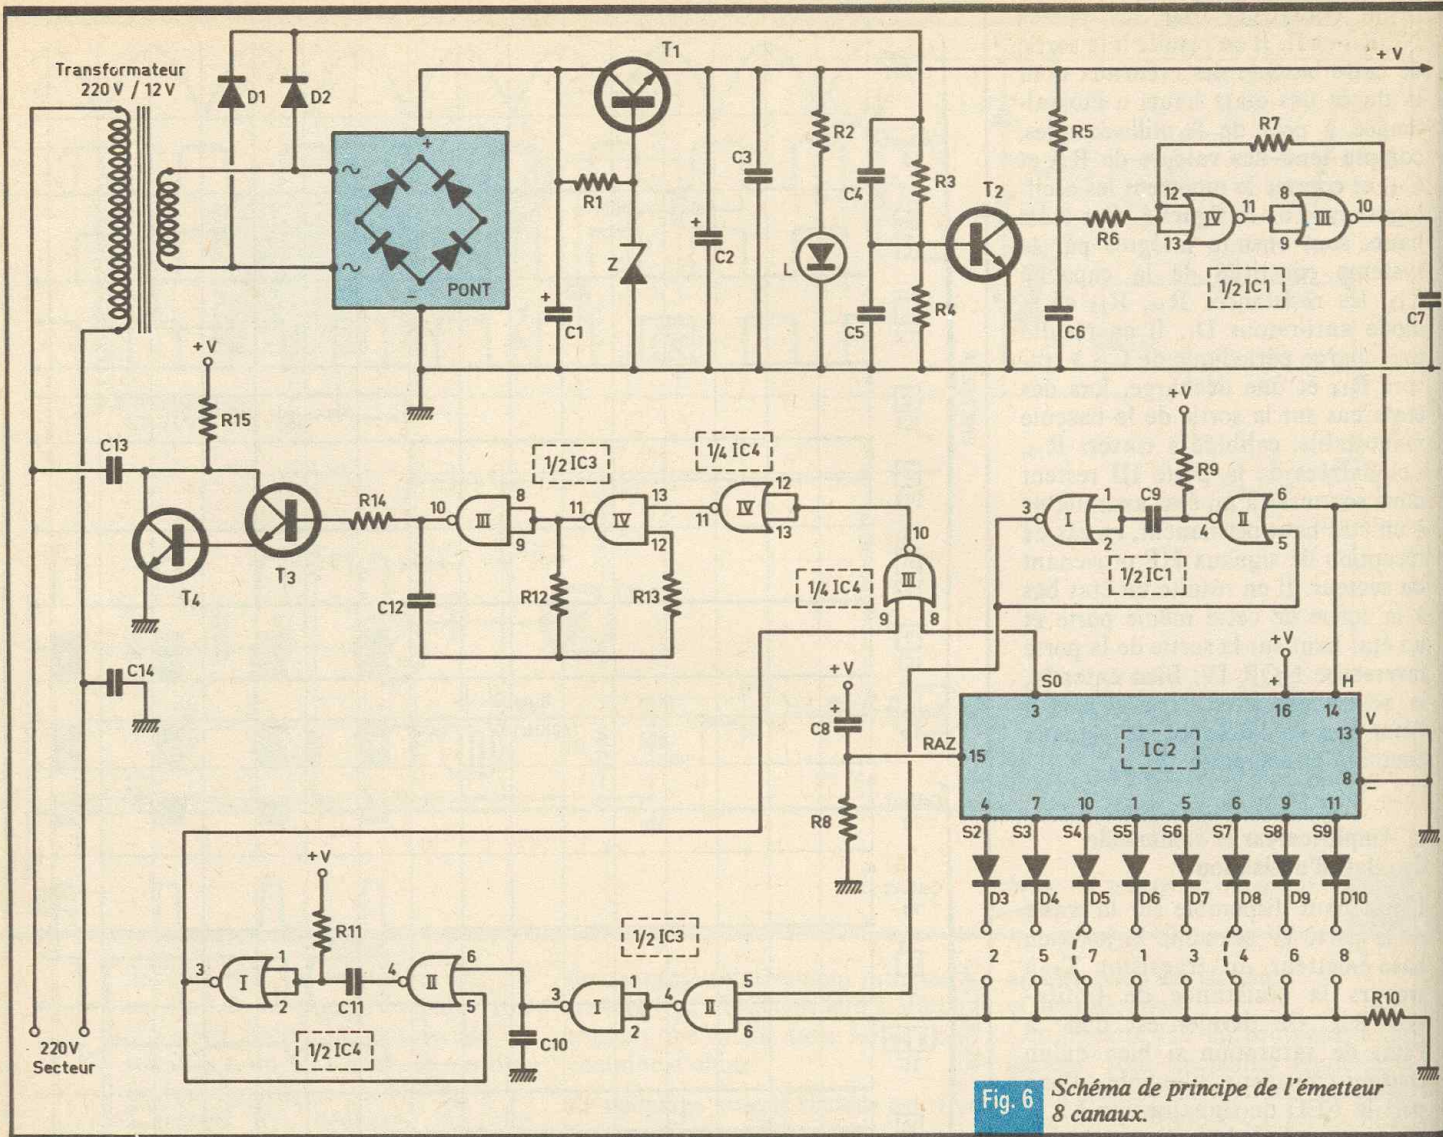 T1
+V
Transformateur
220 V / 12 V
D1
D2
+
~
~
−
PONT
R1
Z
C1
C2
C3
R2
L
C4
C5
R3
R4
T2
R5
R6
C6
R7
12
13
IV
11
8
9
III
10
1/2 IC1
C7
+V
R15
C13
T4
T3
R14
C14
1/2 IC3
10
III
8
9
11
IV
13
12
C12
R12
R13
1/4 IC4
11
IV
12
13
10
III
1/4 IC4
9
8
+V
R9
3
I
1
2
C9
4
II
6
5
1/2 IC1
+V
C8
RAZ
R8
S0
3
+V
+
16
H
14
V
13
8
−
15
IC2
4
7
10
1
5
6
9
11
S2
S3
S4
S5
S6
S7
S8
S9
D3
D4
D5
D6
D7
D8
D9
D10
2
5
7
1
3
4
6
8
R10
+V
R11
3
I
1
2
C11
4
II
6
5
1/2 IC4
C10
1/2 IC3
3
I
1
2
4
II
5
6
220V
Secteur
Fig. 6
Schéma de principe de l'émetteur
8 canaux.